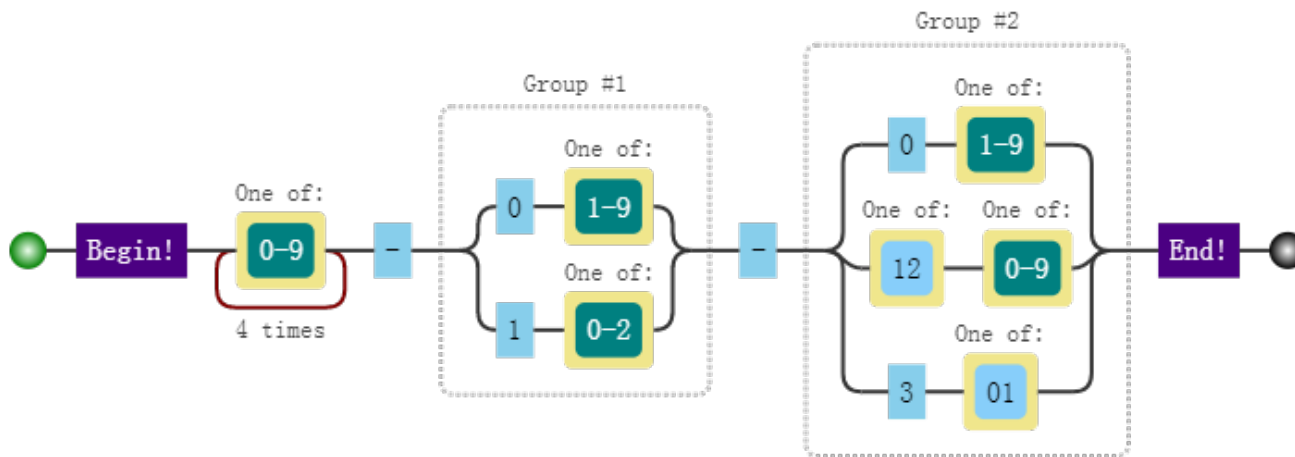 Group #2
Group #1
One of:
0
1-9
One of:
0
1-9
One of:
One of:
One of:
Begin!
0-9
-
-
12
0-9
End!
4 times
One of:
1
0-2
One of:
3
01